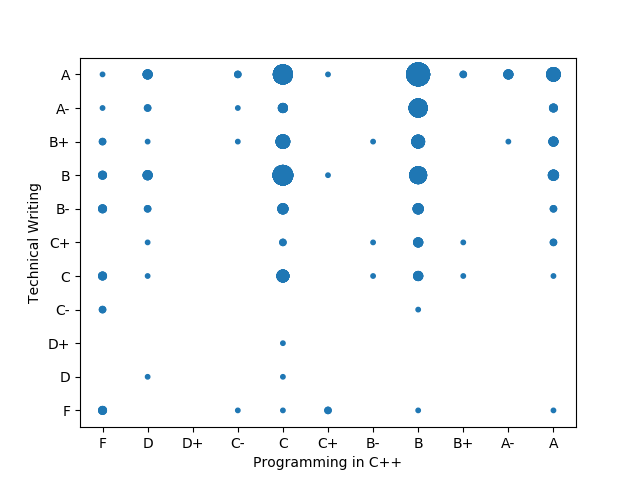 Technical Writing
A
A-
B+
B
B-
C+
C
C-
D+
D
F
F D D+ C- C C+ B- B B+ A- A
Programming in C++